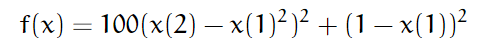 f(x) = 100(x(2) − x(1)²)² + (1 − x(1))²